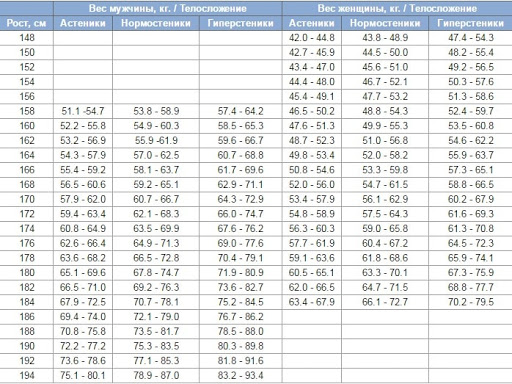 Вес мужчины, кг. / Телосложение Вес женщины, кг. / Телосложение
Рост, см Астеники Нормостеники Гиперстеники Астеники Нормостеники Гиперстеники
148 42.0 - 44.8 43.8 - 48.9 47.4 - 54.3
150 42.7 - 45.9 44.5 - 50.0 48.2 - 55.4
152 43.4 - 47.0 45.6 - 51.0 49.2 - 56.5
154 44.4 - 48.0 46.7 - 52.1 50.3 - 57.6
156 45.4 - 49.1 47.7 - 53.2 51.3 - 58.6
158 51.1 -54.7 53.8 - 58.9 57.4 - 64.2 46.5 - 50.2 48.8 - 54.3 52.4 - 59.7
160 52.2 - 55.8 54.9 - 60.3 58.5 - 65.3 47.6 - 51.3 49.9 - 55.3 53.5 - 60.8
162 53.2 - 56.9 55.9 -61.9 59.6 - 66.7 48.7 - 52.3 51.0 - 56.8 54.6 - 62.2
164 54.3 - 57.9 57.0 - 62.5 60.7 - 68.8 49.8 - 53.4 52.0 - 58.2 55.9 - 63.7
166 55.4 - 59.2 58.1 - 63.7 61.7 - 69.6 50.8 - 54.6 53.3 - 59.8 57.3 - 65.1
168 56.5 - 60.6 59.2 - 65.1 62.9 - 71.1 52.0 - 56.0 54.7 - 61.5 58.8 - 66.5
170 57.9 - 62.0 60.7 - 66.7 64.3 - 72.9 53.4 - 57.9 56.1 - 62.9 60.2 - 67.9
172 59.4 - 63.4 62.1 - 68.3 66.0 - 74.7 54.8 - 58.9 57.5 - 64.3 61.6 - 69.3
174 60.8 - 64.9 63.5 - 69.9 67.6 - 76.2 56.3 - 60.3 59.0 - 65.8 61.3 - 70.8
176 62.6 - 66.4 64.9 - 71.3 69.0 - 77.6 57.7 - 61.9 60.4 - 67.2 64.5 - 72.3
178 63.6 - 68.2 66.5 - 72.8 70.4 - 79.1 59.1 - 63.6 61.8 - 68.6 65.9 - 74.1
180 65.1 - 69.6 67.8 - 74.7 71.9 - 80.9 60.5 - 65.1 63.3 - 70.1 67.3 - 75.9
182 66.5 - 71.0 69.2 - 76.3 73.6 - 82.7 62.0 - 66.5 64.7 - 71.5 68.8 - 77.7
184 67.9 - 72.5 70.7 - 78.1 75.2 - 84.5 63.4 - 67.9 66.1 - 72.7 70.2 - 79.5
186 69.4 - 74.0 72.1 - 79.0 76.7 - 86.2
188 70.8 - 75.8 73.5 - 81.7 78.5 - 88.0
190 72.2 - 77.2 75.3 - 83.5 80.3 - 89.8
192 73.6 - 78.6 77.1 - 85.3 81.8 - 91.6
194 75.1 - 80.1 78.9 - 87.0 83.2 - 93.4